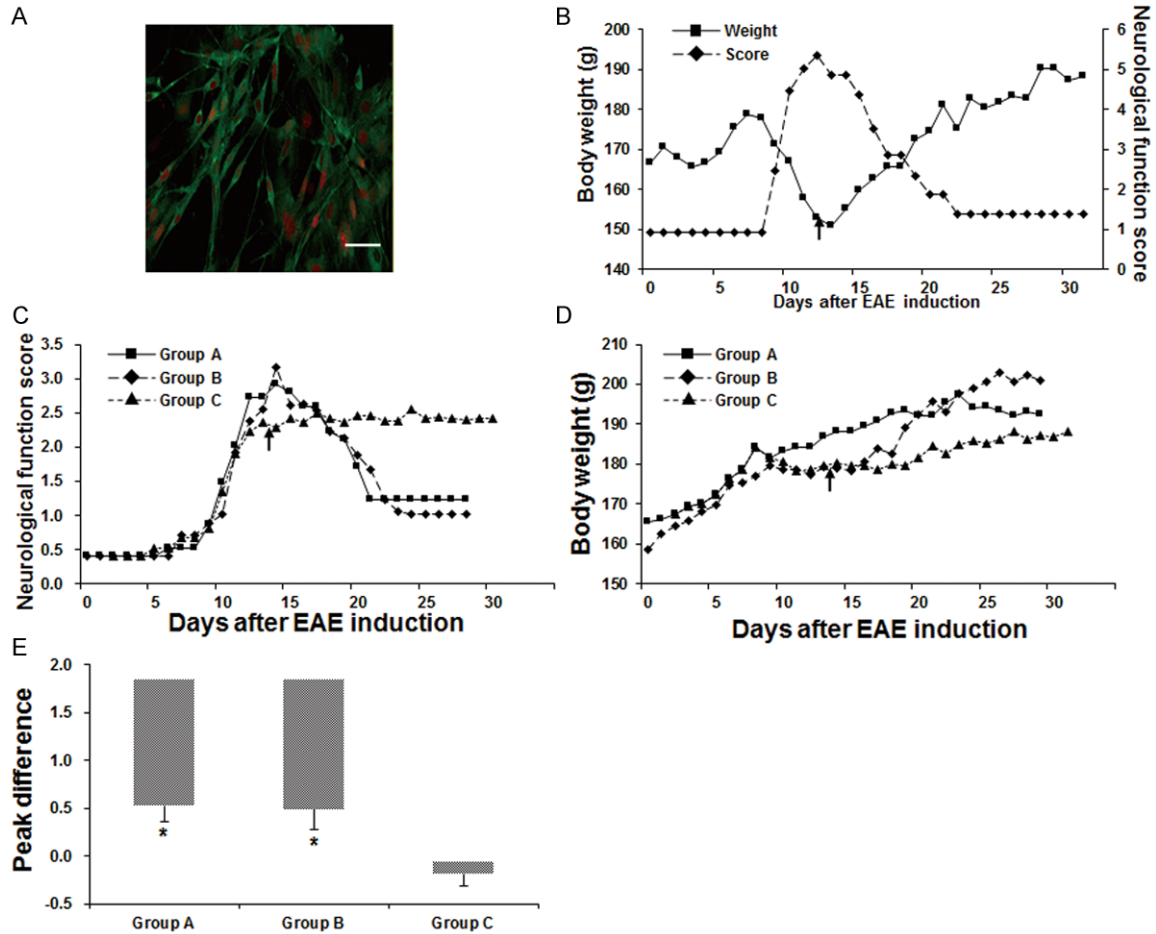 A
B
Weight
Score
Body weight (g)
200
190
180
170
160
150
140
0
5
10
15
20
25
30
Days after EAE induction
6
5
4
3
2
1
0
Neurological function score
C
Group A
Group B
Group C
Neurological function score
3.5
3.0
2.5
2.0
1.5
1.0
0.5
0.0
0
5
10
15
20
25
30
Days after EAE induction
D
Group A
Group B
Group C
Body weight (g)
210
200
190
180
170
160
150
0
5
10
15
20
25
30
Days after EAE induction
E
Peak difference
2.0
1.5
1.0
0.5
0.0
-0.5
*
*
Group A
Group B
Group C